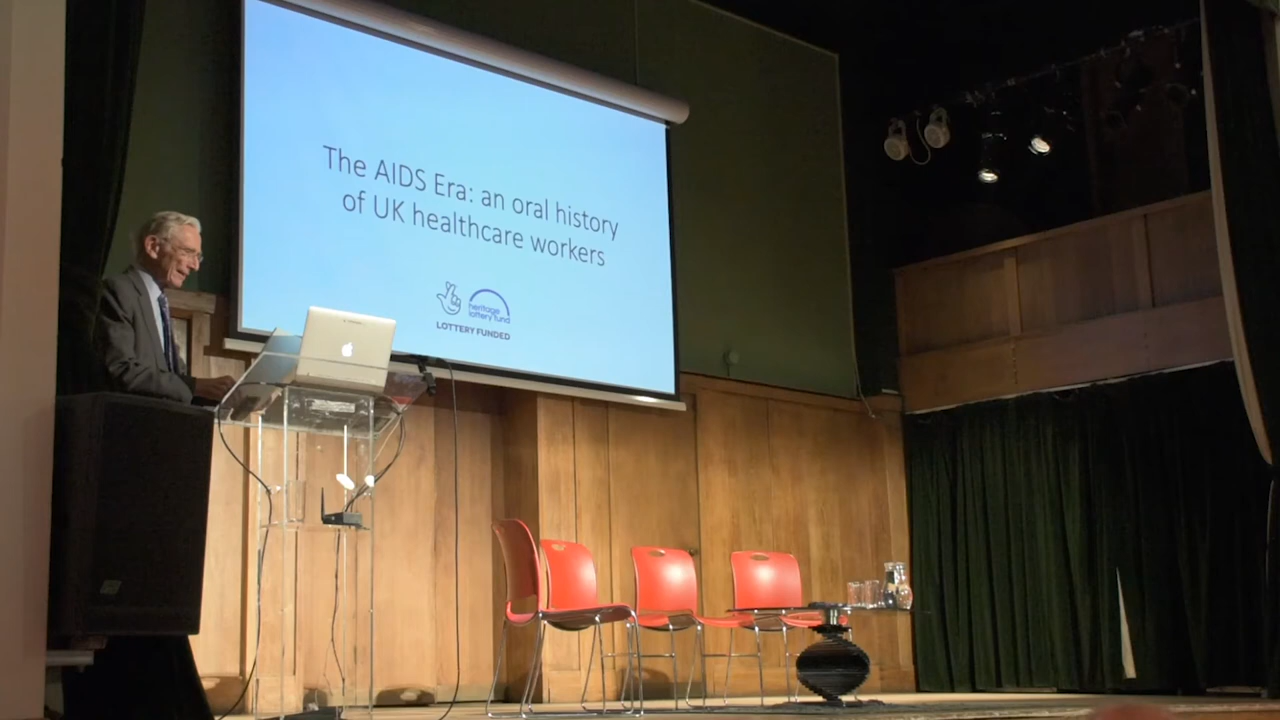 The AIDS Era: an oral history
of UK healthcare workers
heritage
lottery fund
LOTTERY FUNDED